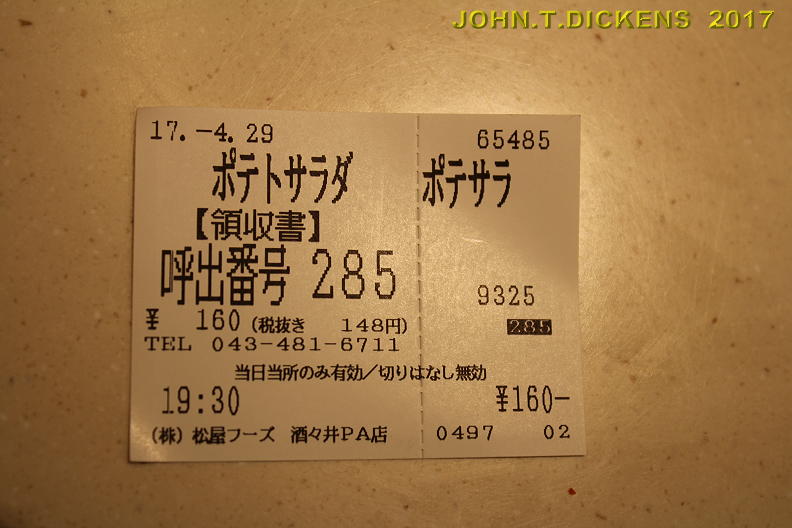 JOHN.T.DICKENS 2017
17.-4.29
ポテトサラダ
【領収書】
呼出番号 285
¥ 160 (税抜き 148円)
TEL 043-481-6711
当日当所のみ有効/切りはなし無効
19:30
(株) 松屋フーズ 酒々井PA店
65485
ポテサラ
9325
285
¥160-
0497 02